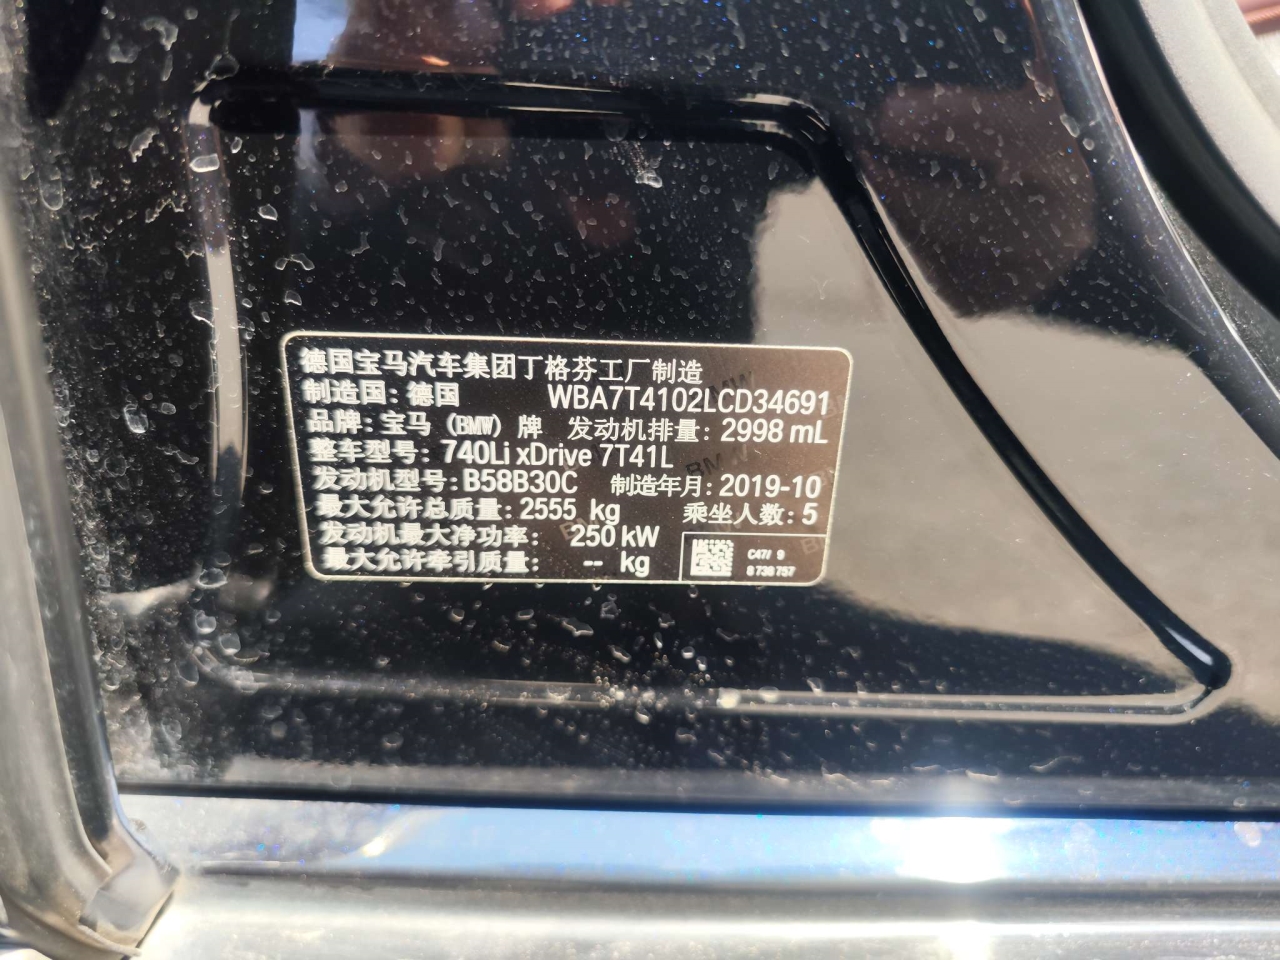 德国宝马汽车集团丁格芬工厂制造
制造国：德国 WBA7T4102LCD34691
品牌：宝马 (BMW) 牌 发动机排量：2998 mL
整车型号：740Li xDrive 7T41L
发动机型号：B58B30C 制造年月：2019-10
最大允许总质量：2555 kg 乘坐人数：5
发动机最大净功率： 250 kW
最大允许牵引质量： -- kg
8 738 757